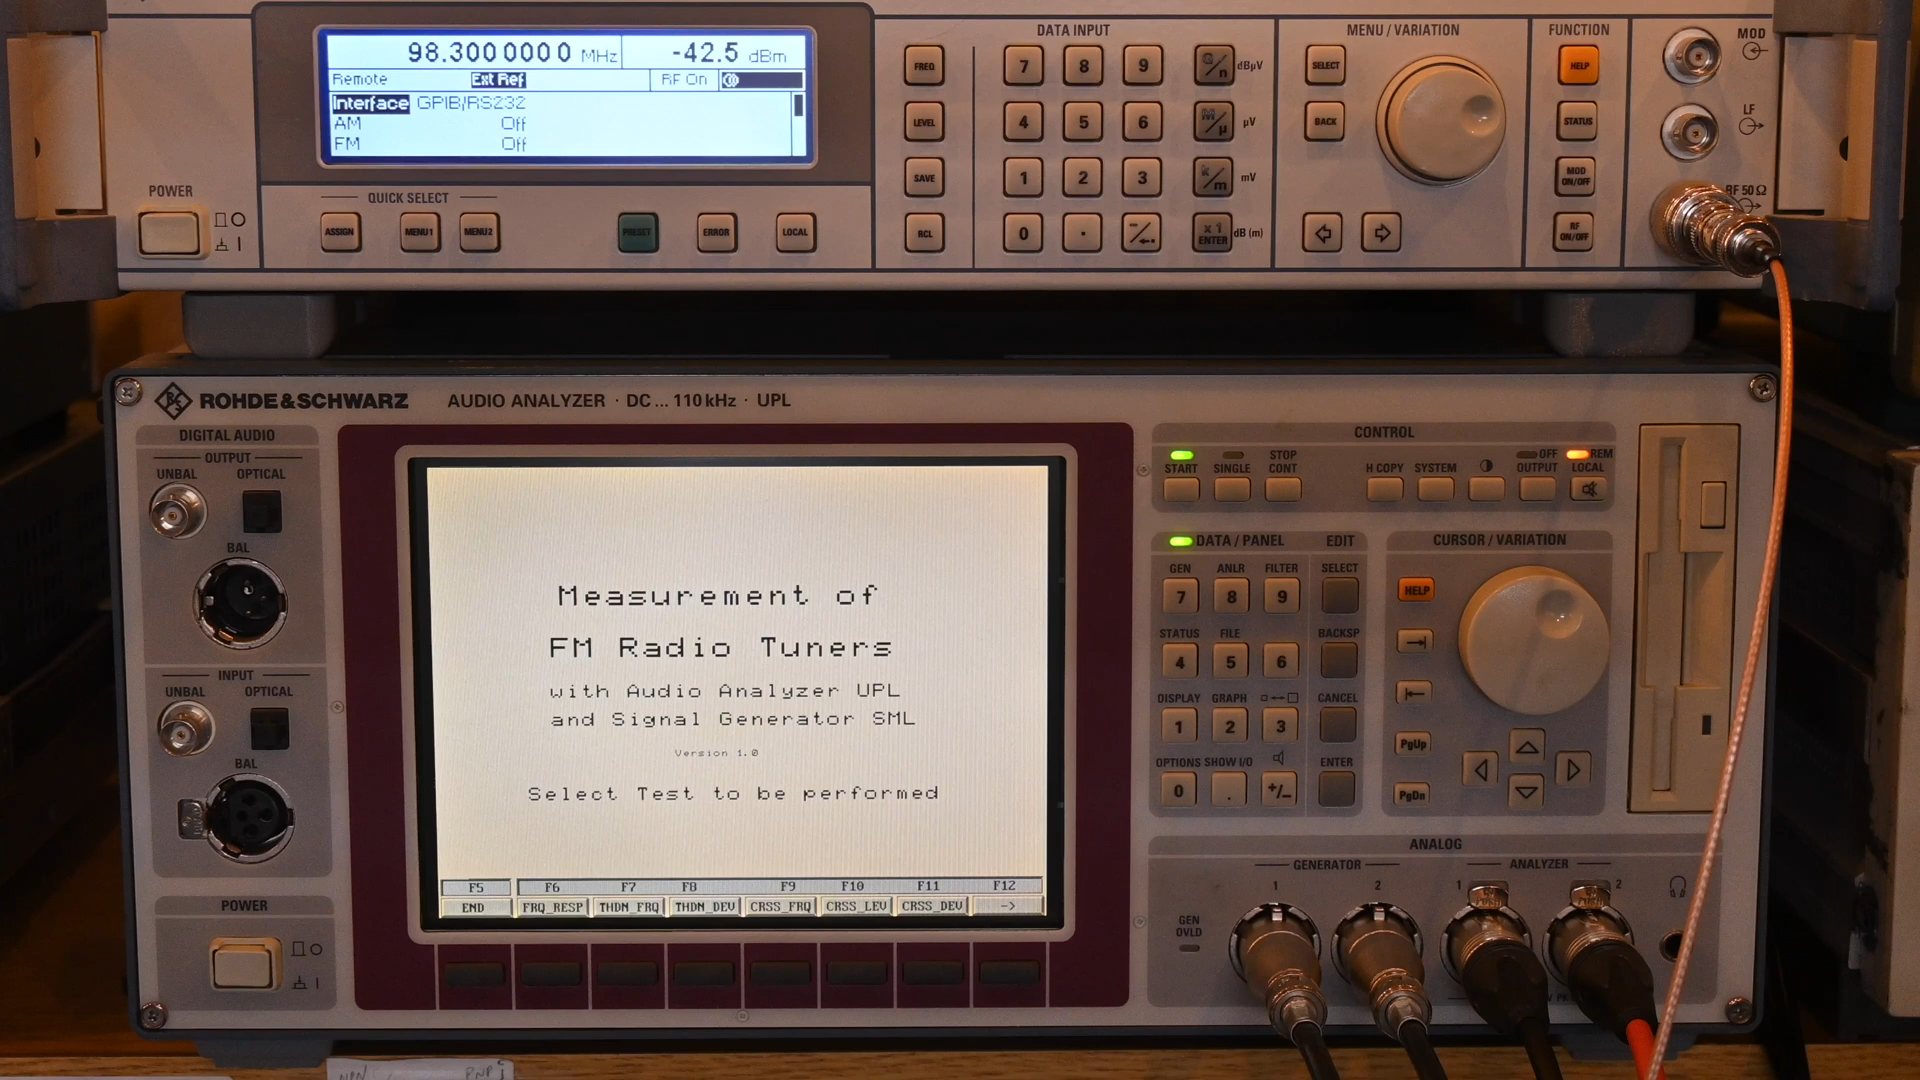 98.3000000 MHz -42.5 dBm
Remote Ext Ref RF On
Interface GPIB/RS232
AM Off
FM Off
POWER
QUICK SELECT
ASSIGN MENU1 MENU2 PRESET ERROR LOCAL
DATA INPUT
FREQ 7 8 9 G/n dBµV
LEVEL 4 5 6 M/µ µV
SAVE 1 2 3 k/m mV
RCL 0 . -/← x1 ENTER dB (m)
MENU / VARIATION
SELECT
BACK
FUNCTION
HELP
STATUS
MOD ON/OFF
RF ON/OFF
MOD
LF
RF 50 Ω
ROHDE&SCHWARZ AUDIO ANALYZER · DC ... 110 kHz · UPL
DIGITAL AUDIO
OUTPUT
UNBAL OPTICAL
BAL
INPUT
UNBAL OPTICAL
BAL
POWER
Measurement of
FM Radio Tuners
with Audio Analyzer UPL
and Signal Generator SML
Version 1.0
Select Test to be performed
F5 F6 F7 F8 F9 F10 F11 F12
END FRQ_RESP THDN_FRQ THDN_DEV CRSS_FRQ CRSS_LEV CRSS_DEV ->
CONTROL
START SINGLE STOP CONT H COPY SYSTEM OFF OUTPUT REM LOCAL
DATA / PANEL EDIT
GEN ANLR FILTER SELECT
7 8 9
STATUS FILE BACKSP
4 5 6
DISPLAY GRAPH CANCEL
1 2 3
OPTIONS SHOW I/O ENTER
0 . +/-
CURSOR / VARIATION
HELP
PgUp
PgDn
ANALOG
GENERATOR ANALYZER
1 2 1 2
PUSH PUSH
GEN OVLD
NPN PNP